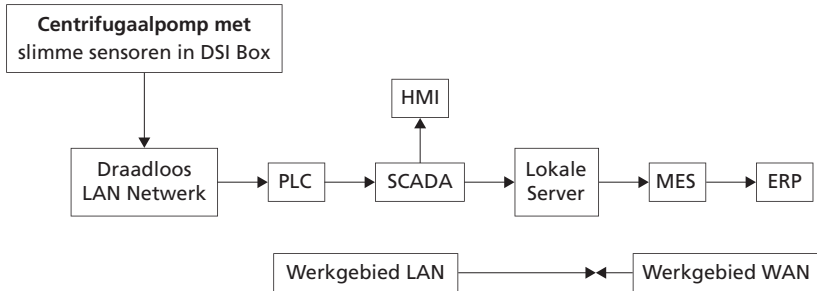 Centrifugaalpomp met
slimme sensoren in DSI Box
HMI
Draadloos
LAN Netwerk
PLC
SCADA
Lokale
Server
MES
ERP
Werkgebied LAN
Werkgebied WAN